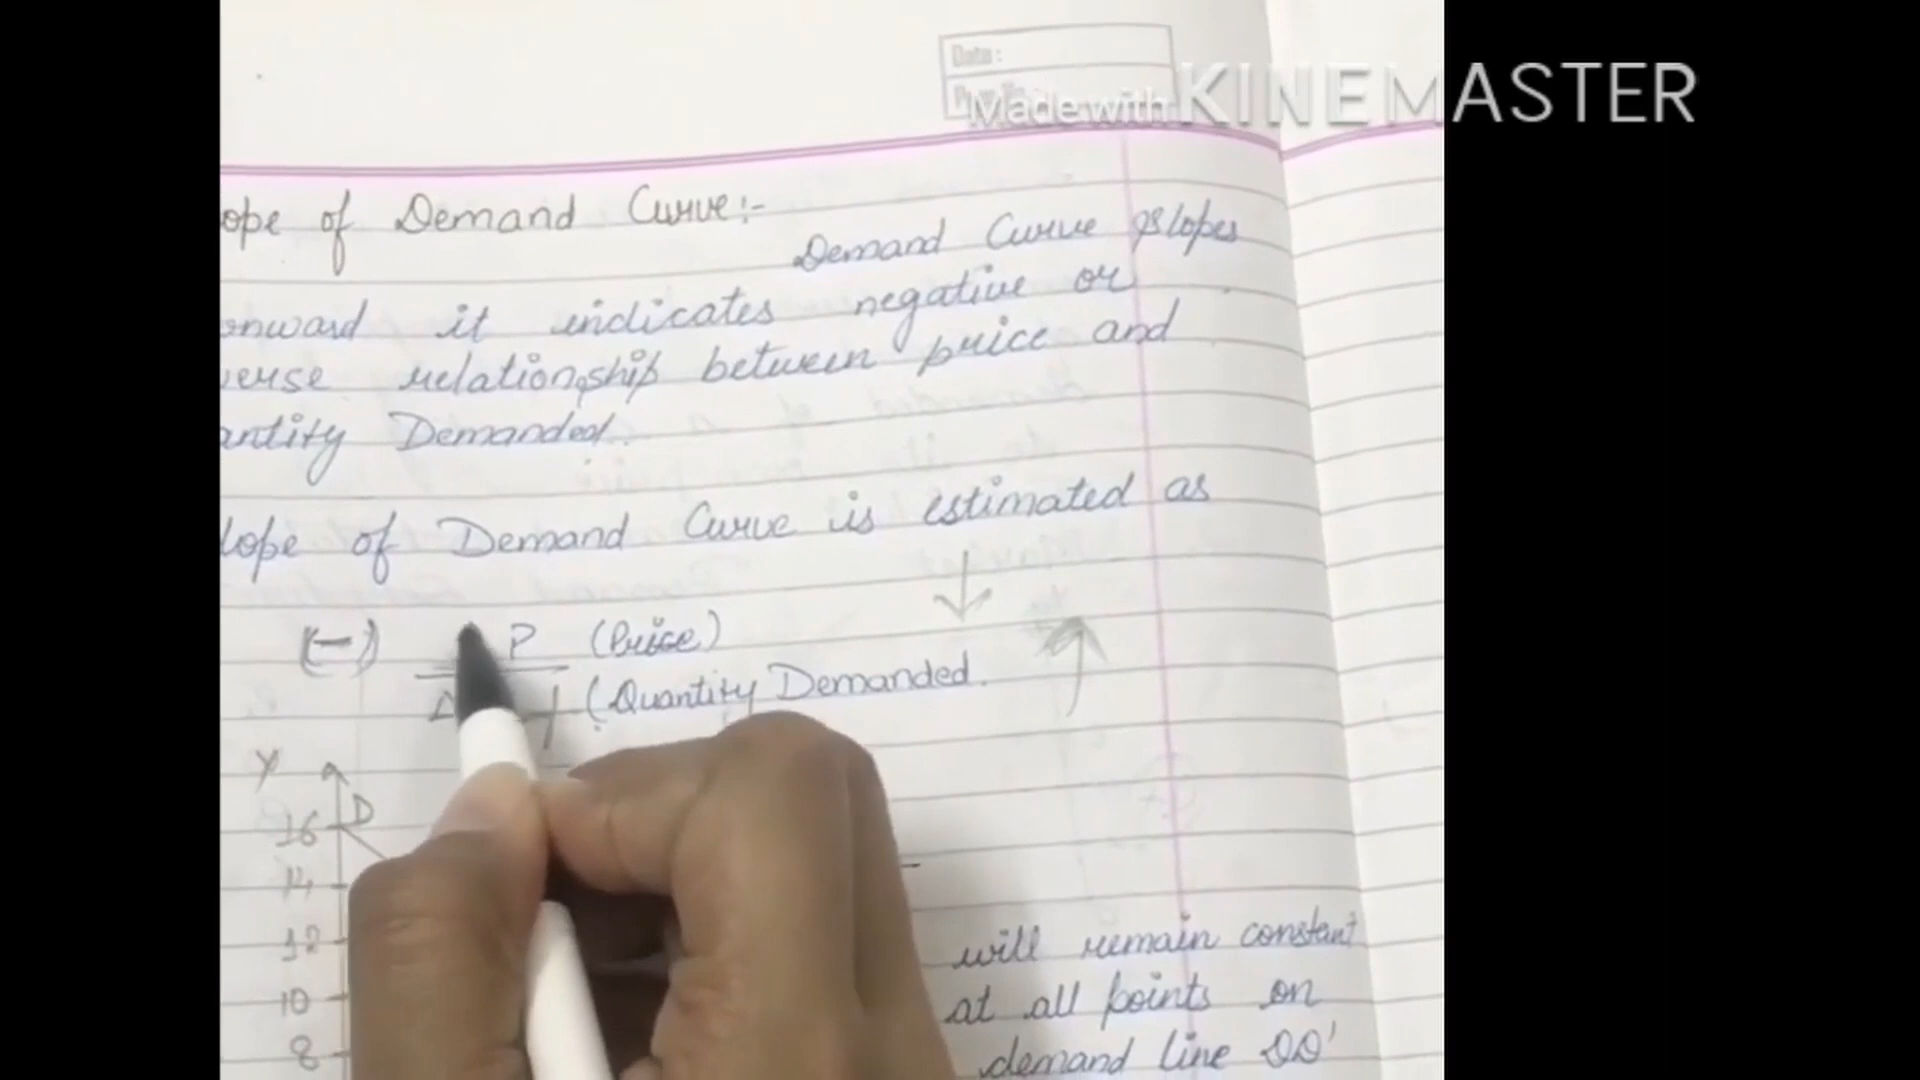 Date:
Made with KINEMASTER
ope of Demand Curve:-
Demand Curve slopes
onward it indicates negative or
verse relationship between price and
antity Demanded.
lope of Demand Curve is estimated as
(-) P (Price)
Δ (Quantity Demanded.
Y
D
16
14
12
10
8
will remain constant
at all points on
demand line DD'